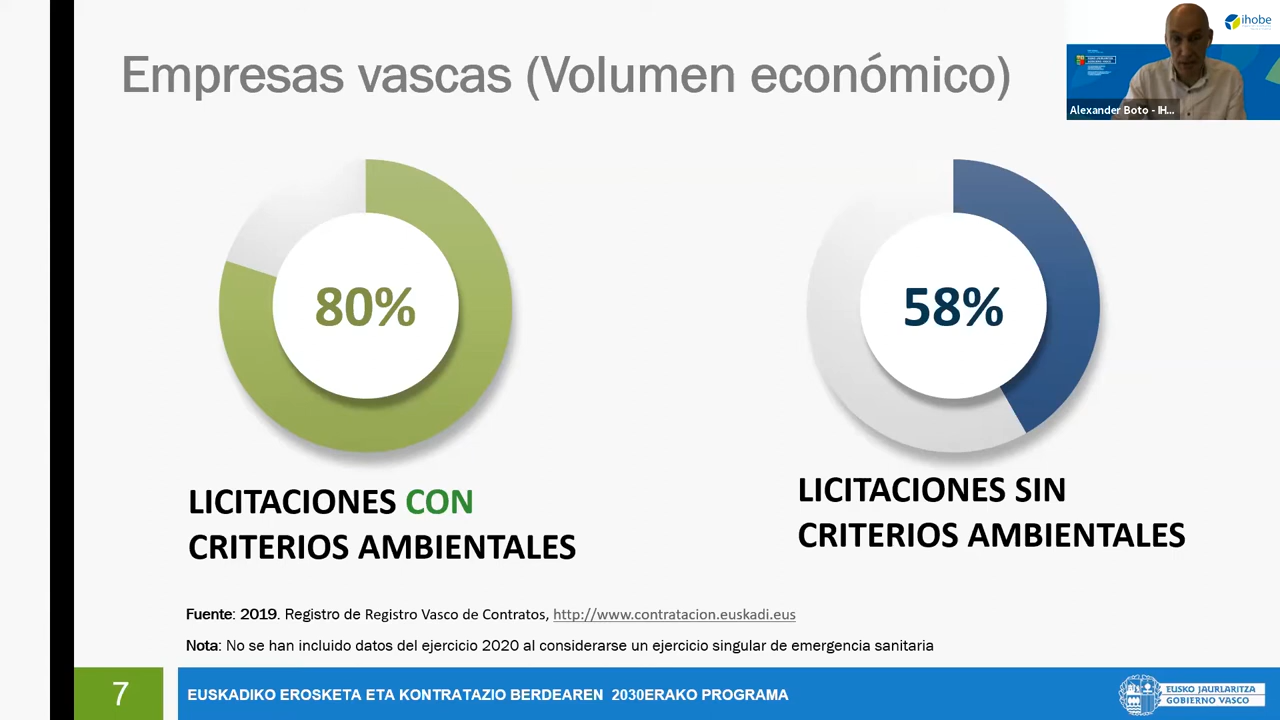 Empresas vascas (Volumen económico)
ihobe
Alexander Boto - IH...
80%
58%
LICITACIONES CON
CRITERIOS AMBIENTALES
LICITACIONES SIN
CRITERIOS AMBIENTALES
Fuente: 2019. Registro de Registro Vasco de Contratos, http://www.contratacion.euskadi.eus
Nota: No se han incluido datos del ejercicio 2020 al considerarse un ejercicio singular de emergencia sanitaria
7
EUSKADIKO EROSKETA ETA KONTRATAZIO BERDEAREN 2030ERAKO PROGRAMA
EUSKO JAURLARITZA
GOBIERNO VASCO